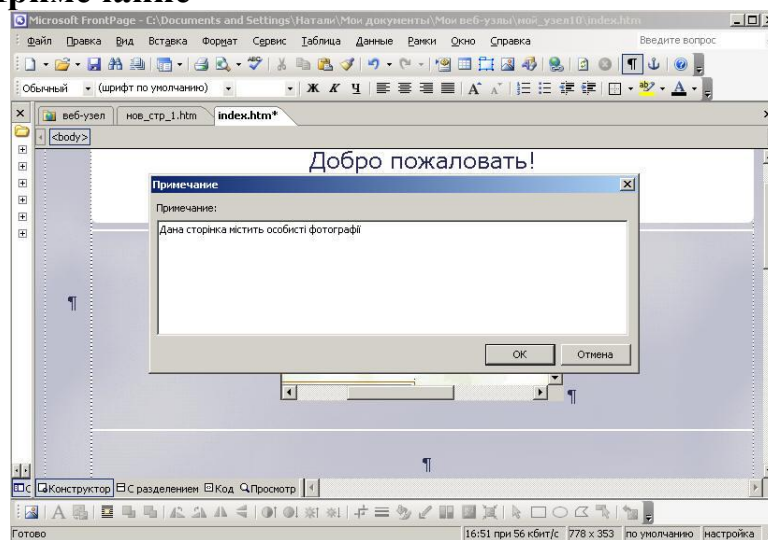 Примечание
Microsoft FrontPage - C:\Documents and Settings\Натали\Мои документы\Мои веб-узлы\мой_узел10\index.htm
Файл Правка Вид Вставка Формат Сервис Таблица Данные Рамки Окно Справка Введите вопрос
Обычный (шрифт по умолчанию) Ж К Ч
веб-узел нов_стр_1.htm index.htm*
<body>
Добро пожаловать!
Примечание
Примечание:
Дана сторінка містить особисті фотографії
OK Отмена
Конструктор С разделением Код Просмотр
Готово 16:51 при 56 кбит/с 778 x 353 по умолчанию настройка